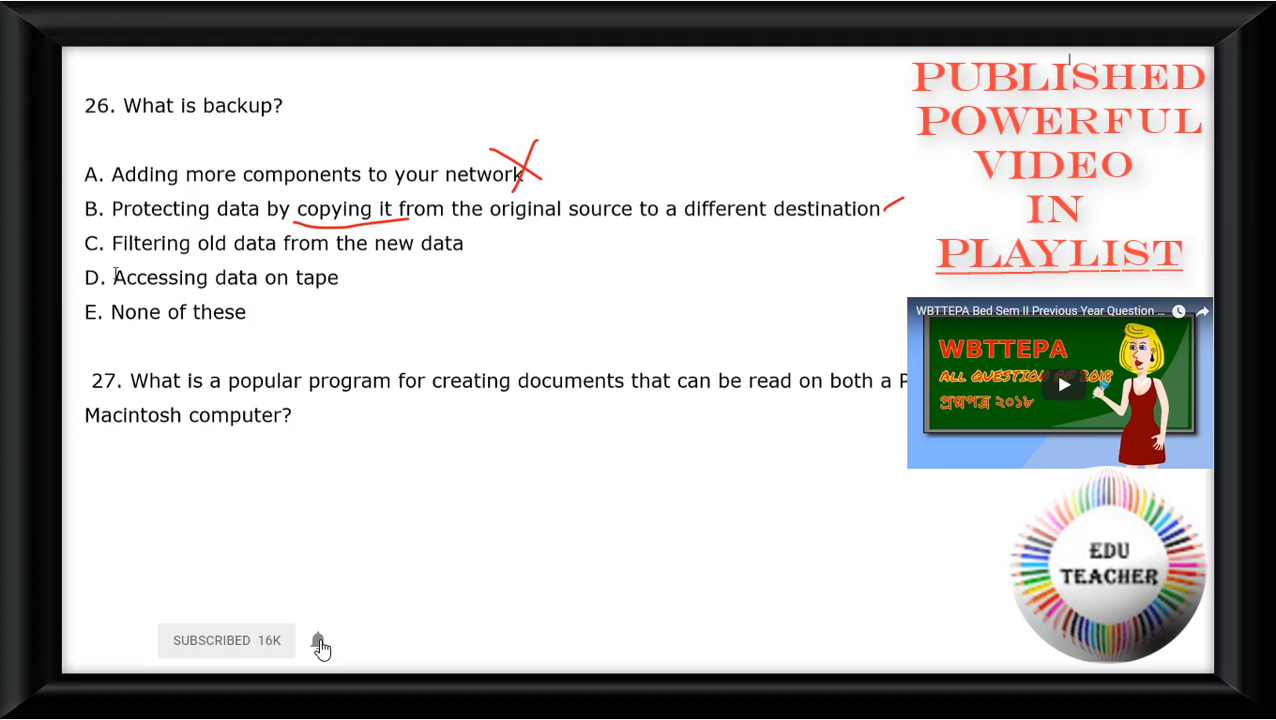 26. What is backup?
A. Adding more components to your network
B. Protecting data by copying it from the original source to a different destination
C. Filtering old data from the new data
D. Accessing data on tape
E. None of these
27. What is a popular program for creating documents that can be read on both a P
Macintosh computer?
PUBLISHED
POWERFUL
VIDEO
IN
PLAYLIST
WBTTEPA Bed Sem II Previous Year Question ...
WBTTEPA
ALL QUESTION OF 2018
প্রশ্নপত্র ২০১৮
EDU
TEACHER
SUBSCRIBED 16K